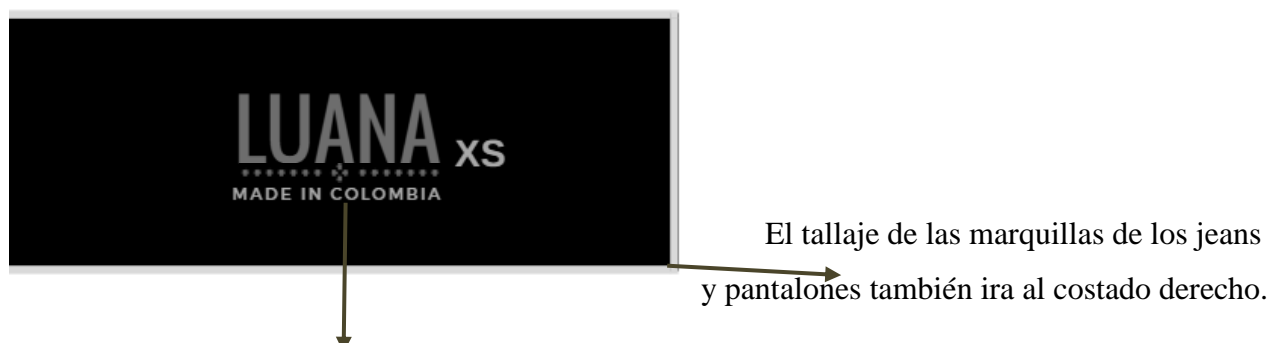 LUANA
XS
MADE IN COLOMBIA
El tallaje de las marquillas de los jeans
y pantalones también ira al costado derecho.